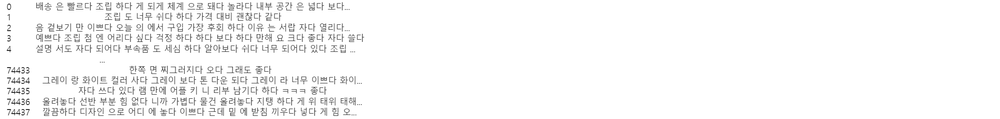 0 배송 은 빨르다 조립 하다 게 되게 체계 으로 돼다 놀라다 내부 공간 은 넓다 보다...
1 조립 도 너무 쉬다 하다 가격 대비 괜찮다 같다
2 음 겉보기 만 이쁘다 오늘 의 에서 구입 가장 후회 하다 이유 는 서랍 자다 열리다...
3 예쁘다 조립 첨 엔 어리다 싶다 걱정 하다 하다 보다 하다 만해 요 크다 좋다 자다 쓸다
4 설명 서도 자다 되어다 부속품 도 세심 하다 알아보다 쉬다 너무 되어다 있다 조립 ...
...
74433 한쪽 면 찌그러지다 오다 그래도 좋다
74434 그레이 랑 화이트 컬러 사다 그레이 보다 톤 다운 되다 그레이 라 너무 이쁘다 화이...
74435 자다 쓰다 있다 램 만에 어플 키 니 리부 남기다 하다 ㅋㅋㅋ 좋다
74436 올려놓다 선반 부분 힘 없다 니까 가볍다 물건 올려놓다 지탱 하다 게 위 태위 태해...
74437 깔끔하다 디자인 으로 어디 에 놓다 이쁘다 근데 밑 에 받침 끼우다 넣다 게 힘 오...